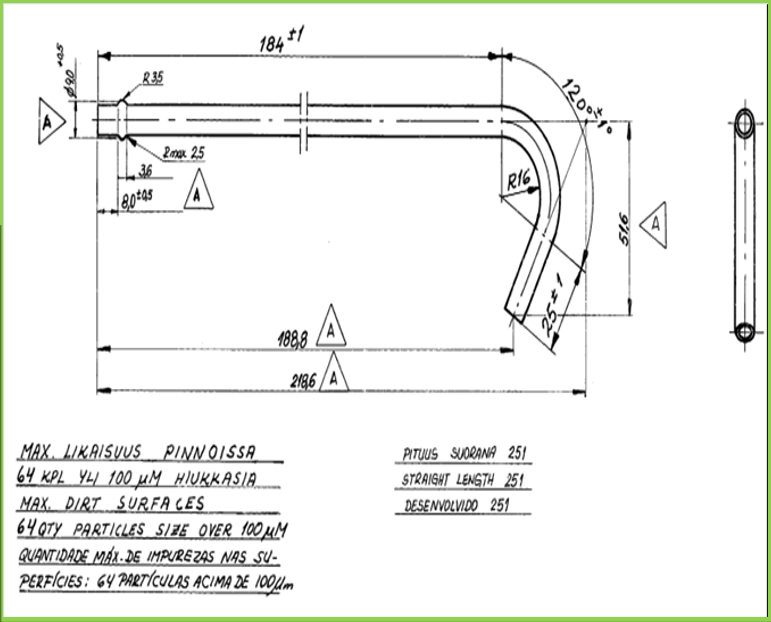 184 ±1
Ø9,0 +0,5
R3,5
120° ±1°
A
Rmax 2,5
3,6
A
8,0 ±0,5
R16
51,6
A
25 ±1
A
188,8
A
218,6
MAX. LIKAISUUS PINNOISSA
64 KPL YLI 100 µM HIUKKASIA
MAX. DIRT SURFACES
64 QTY PARTICLES SIZE OVER 100 µM
QUANTIDADE MÁX. DE IMPUREZAS NAS SU-
PERFÍCIES: 64 PARTÍCULAS ACIMA DE 100µm
PITUUS SUORANA 251
STRAIGHT LENGTH 251
DESENVOLVIDO 251